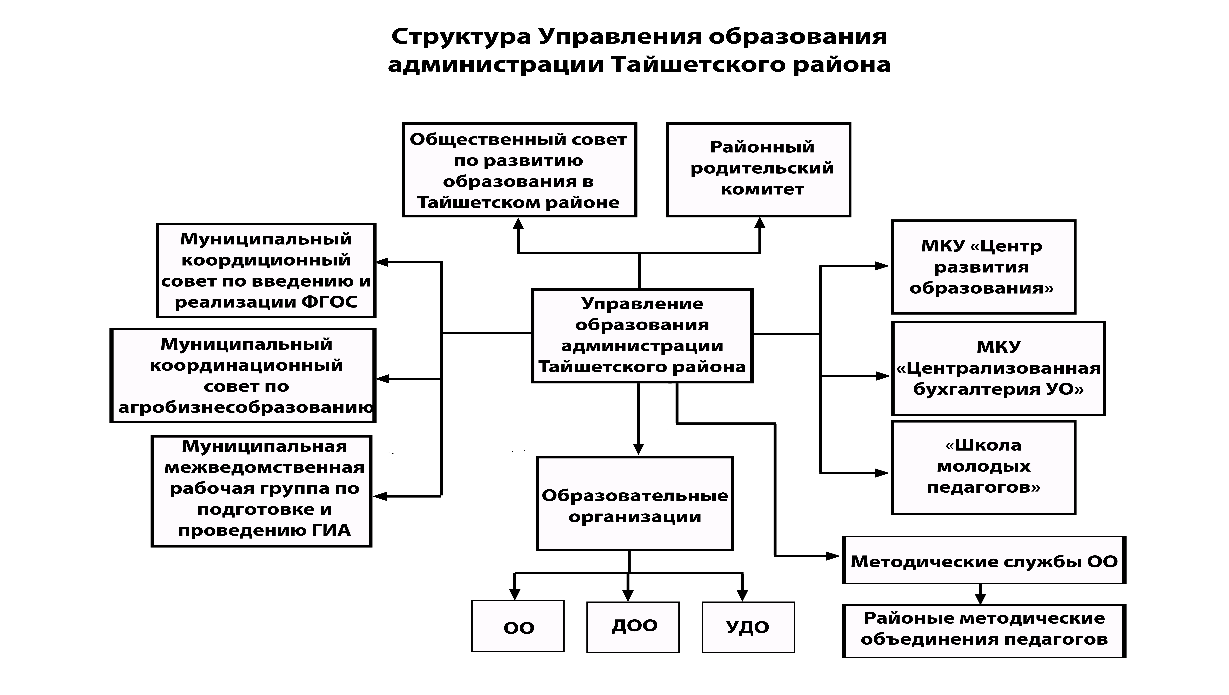 Структура Управления образования
администрации Тайшетского района
Общественный совет
по развитию
образования в
Тайшетском районе
Районный
родительский
комитет
Муниципальный
коордиционный
совет по введению и
реализации ФГОС
Муниципальный
координационный
совет по
агробизнесобразованию
Муниципальная
межведомственная
рабочая группа по
подготовке и
проведению ГИА
Управление
образования
администрации
Тайшетского района
МКУ «Центр
развития
образования»
МКУ
«Централизованная
бухгалтерия УО»
«Школа
молодых
педагогов»
Образовательные
организации
ОО
ДОО
УДО
Методические службы ОО
Районые методические
объединения педагогов